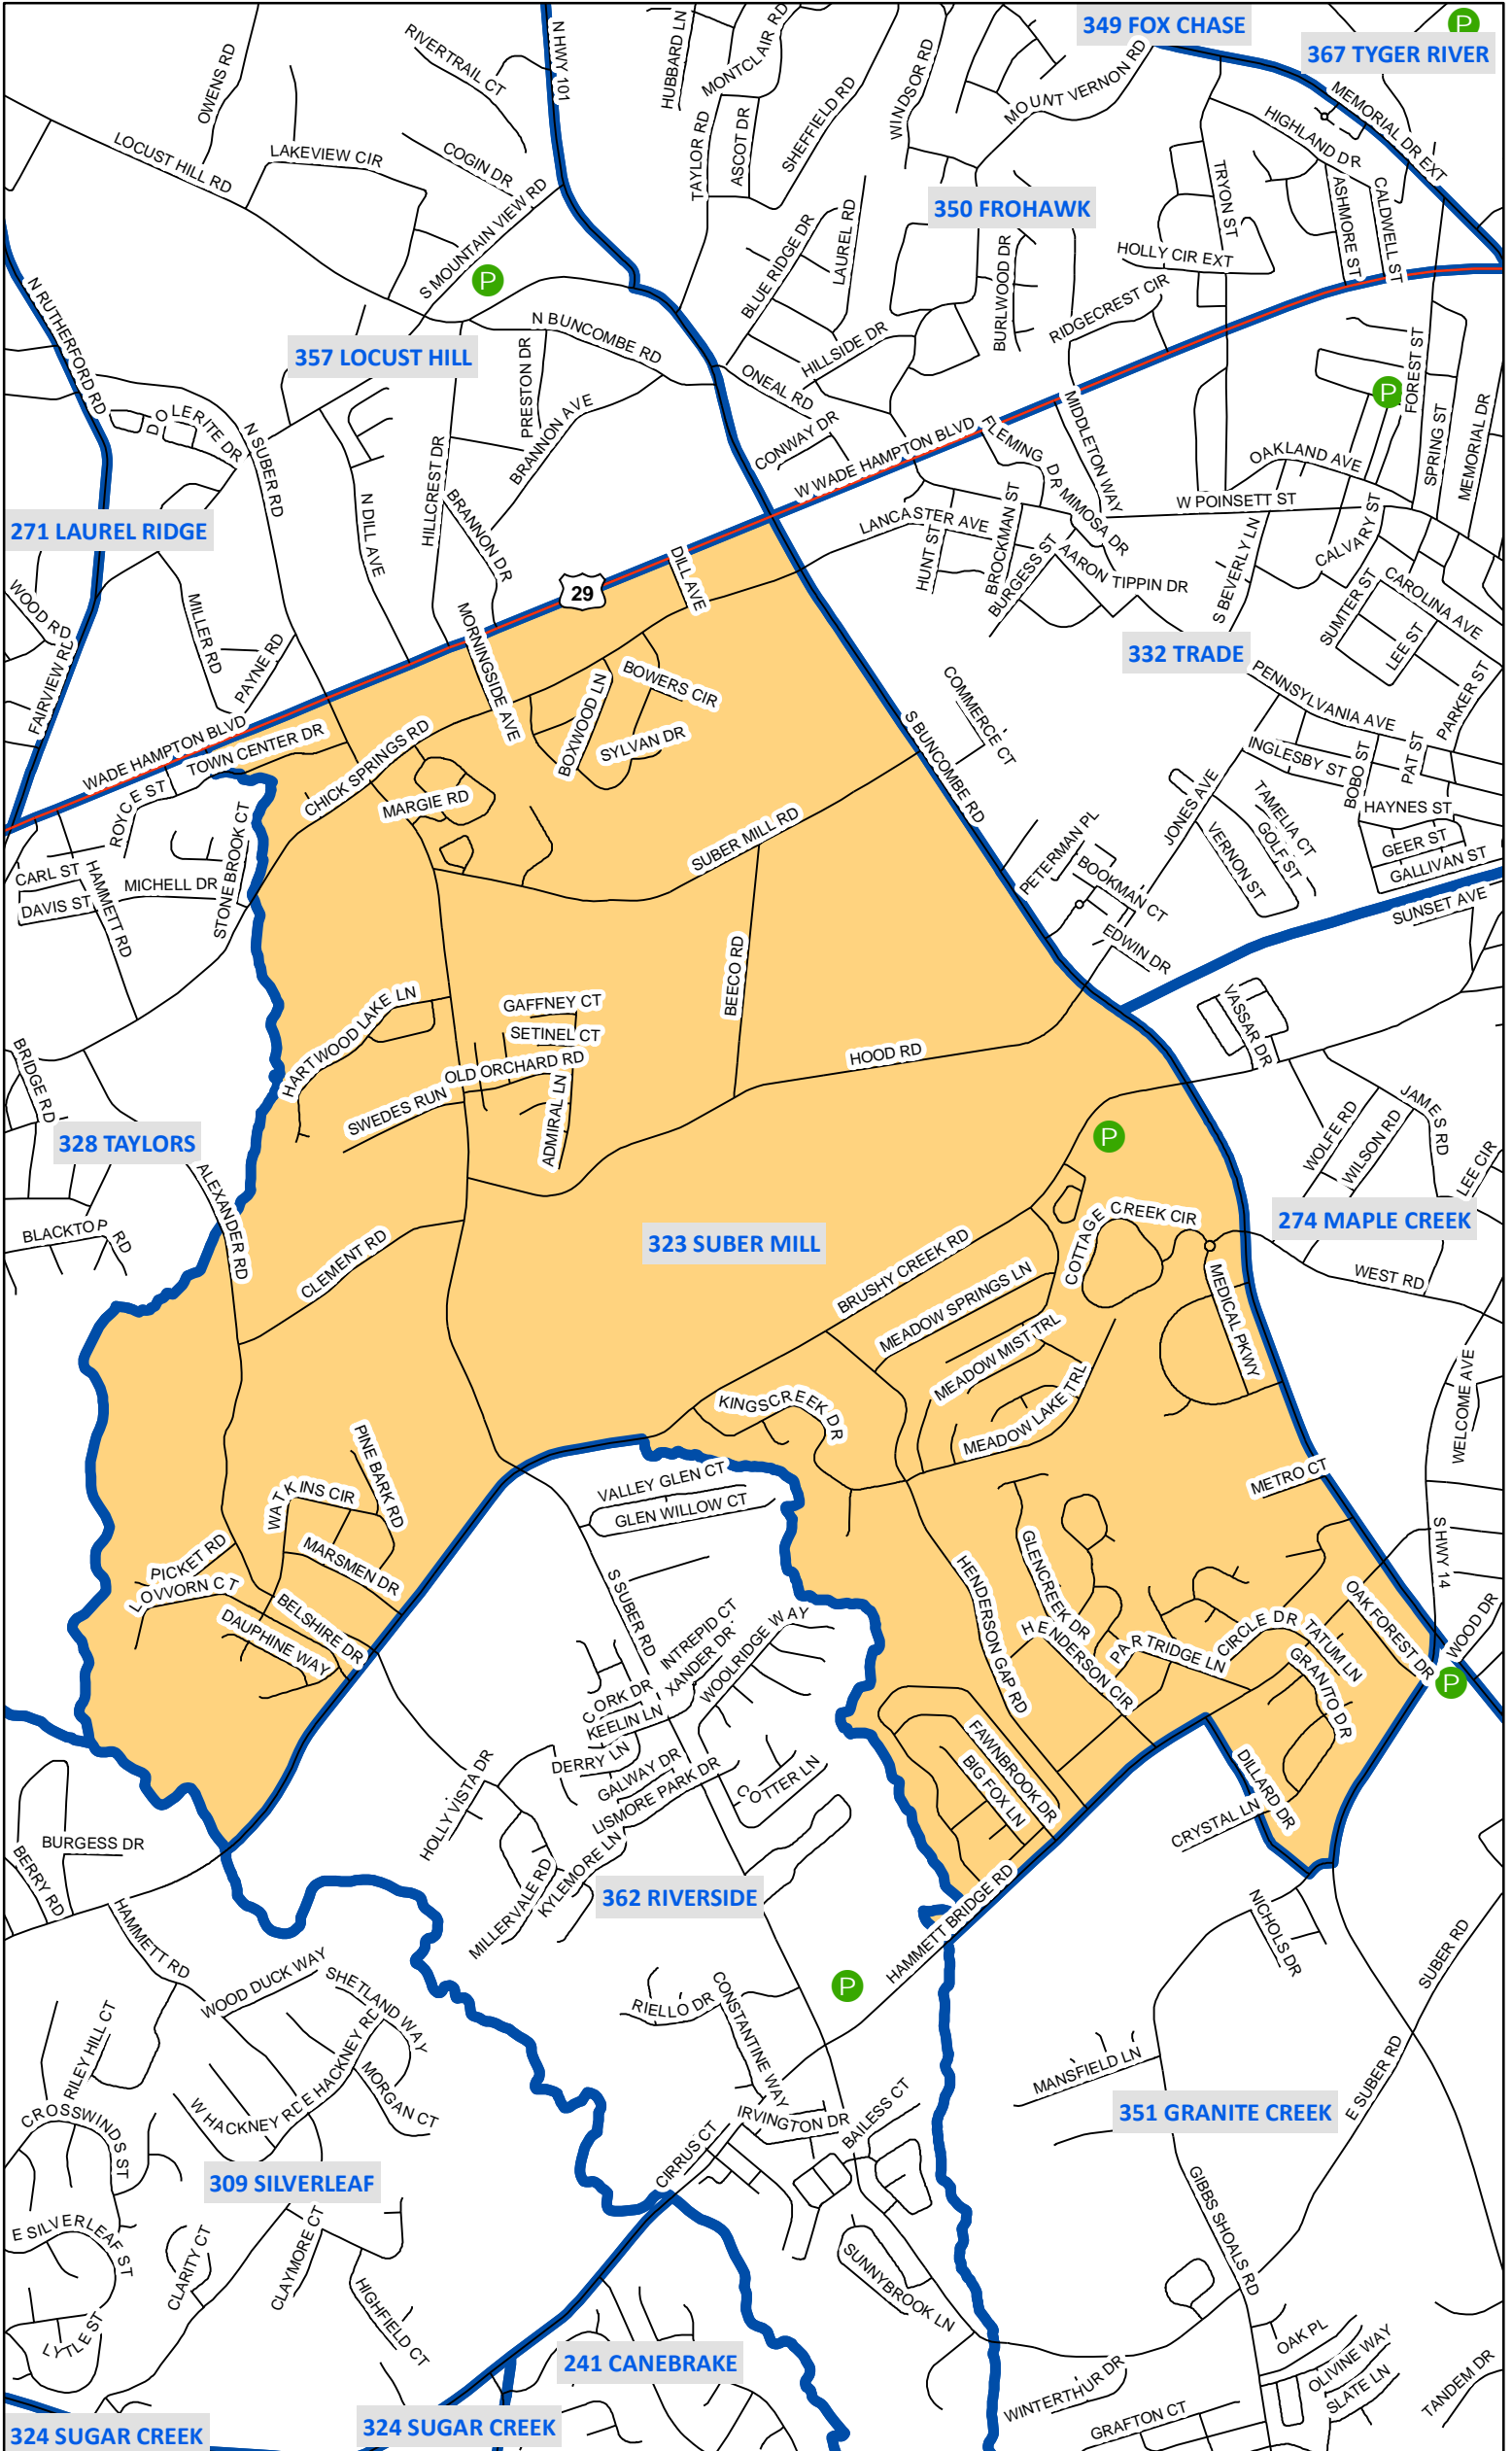 349 FOX CHASE
P
367 TYGER RIVER
OWENS RD
RIVERTRAIL CT
N HWY 101
HUBBARD LN
MONTCLAIR RD
WINDSOR RD
MOUNT VERNON RD
MEMORIAL DR EXT
LOCUST HILL RD
LAKEVIEW CIR
COGIN DR
TAYLOR RD
ASCOT DR
SHEFFIELD RD
HIGHLAND DR
TRYON ST
ASHMORE ST
CALDWELL ST
350 FROHAWK
S MOUNTAIN VIEW RD
P
BLUE RIDGE DR
LAUREL RD
BURLWOOD DR
HOLLY CIR EXT
RIDGECREST CIR
N RUTHERFORD RD
357 LOCUST HILL
N BUNCOMBE RD
PRESTON DR
HILLSIDE DR
ONEAL RD
FOREST ST
P
DOLERITE DR
N SUBER RD
BRANNON AVE
CONWAY DR
W WADE HAMPTON BLVD
FLEMING DR
MIDDLETON WAY
OAKLAND AVE
SPRING ST
MEMORIAL DR
HILLCREST DR
N DILL AVE
BRANNON DR
W POINSETT ST
271 LAUREL RIDGE
LANCASTER AVE
HUNT ST
BROCKMAN ST
MIMOSA DR
BURGESS ST
AARON TIPPIN DR
S BEVERLY LN
CALVARY ST
CAROLINA AVE
SUMTER ST
LEE ST
WOOD RD
29
DILL AVE
MILLER RD
PAYNE RD
FAIRVIEW RD
MORNINGSIDE AVE
BOXWOOD LN
BOWERS CIR
332 TRADE
PENNSYLVANIA AVE
PARKER ST
WADE HAMPTON BLVD
TOWN CENTER DR
CHICK SPRINGS RD
SYLVAN DR
S BUNCOMBE RD
COMMERCE CT
INGLESBY ST
BOBO ST
PAT ST
ROYCE ST
MARGIE RD
JONES AVE
TAMELIA CT
GOLF ST
HAYNES ST
VERNON ST
GEER ST
GALLIVAN ST
SUBER MILL RD
PETERMAN PL
BOOKMAN CT
CARL ST
DAVIS ST
HAMMETT RD
MICHELL DR
STONE BROOK CT
SUNSET AVE
EDWIN DR
BEECO RD
VASSAR DR
HARTWOOD LAKE LN
GAFFNEY CT
SETINEL CT
OLD ORCHARD RD
SWEDES RUN
ADMIRAL LN
HOOD RD
BRIDGE RD
JAMES RD
WOLFE RD
WILSON RD
LEE CIR
328 TAYLORS
ALEXANDER RD
P
BLACKTOP RD
CLEMENT RD
323 SUBER MILL
COTTAGE CREEK CIR
274 MAPLE CREEK
BRUSHY CREEK RD
MEADOW SPRINGS LN
MEDICAL PKWY
WEST RD
MEADOW MIST TRL
MEADOW LAKE TRL
WELCOME AVE
KINGSCREEK DR
PINE BARK RD
WATKINS CIR
VALLEY GLEN CT
GLEN WILLOW CT
METRO CT
S HWY 14
MARSMEN DR
PICKET RD
LOVVORN CT
BELSHIRE DR
DAUPHINE WAY
S SUBER RD
HENDERSON GAP RD
GLENCREEK DR
HENDERSON CIR
PARTRIDGE LN
CIRCLE DR
TATUM LN
GRANITO DR
OAK FOREST DR
WOOD DR
P
INTREPID CT
XANDER DR
WOOLRIDGE WAY
CORK DR
KEELIN LN
DERRY LN
GALWAY DR
LISMORE PARK DR
COTTER LN
FAWNBROOK DR
BIG FOX LN
DILLARD DR
CRYSTAL LN
HOLLY VISTA DR
BURGESS DR
BERRY RD
MILLERVALE RD
KYLEMORE LN
362 RIVERSIDE
HAMMETT BRIDGE RD
NICHOLS DR
SUBER RD
HAMMETT RD
WOOD DUCK WAY
SHETLAND WAY
RIELLO DR
CONSTANTINE WAY
P
RILEY HILL CT
E HACKNEY RD
W HACKNEY RD
MORGAN CT
MANSFIELD LN
E SUBER RD
351 GRANITE CREEK
CROSSWINDS ST
IRVINGTON DR
BAILESS CT
CIRRUS CT
309 SILVERLEAF
GIBBS SHOALS RD
E SILVERLEAF ST
CLARITY CT
CLAYMORE CT
HIGHFIELD CT
SUNNYBROOK LN
LYTLE ST
241 CANEBRAKE
OAK PL
OLIVINE WAY
SLATE LN
TANDEM DR
WINTERTHUR DR
GRAFTON CT
324 SUGAR CREEK
324 SUGAR CREEK